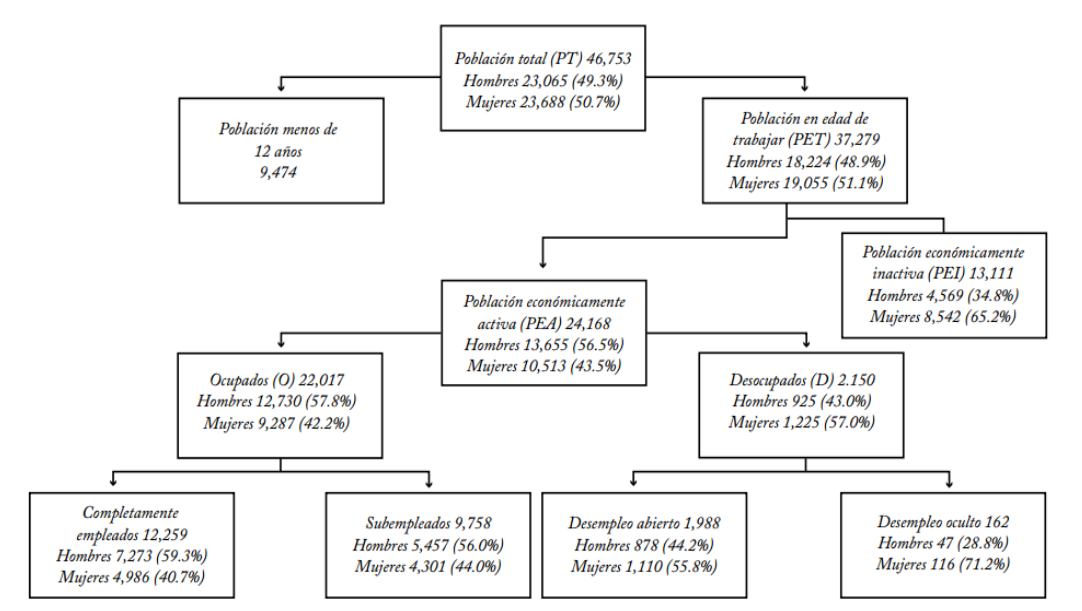 Población total (PT) 46,753
Hombres 23,065 (49.3%)
Mujeres 23,688 (50.7%)
Población menos de
12 años
9,474
Población en edad de
trabajar (PET) 37,279
Hombres 18,224 (48.9%)
Mujeres 19,055 (51.1%)
Población económicamente
inactiva (PEI) 13,111
Hombres 4,569 (34.8%)
Mujeres 8,542 (65.2%)
Población económicamente
activa (PEA) 24,168
Hombres 13,655 (56.5%)
Mujeres 10,513 (43.5%)
Ocupados (O) 22,017
Hombres 12,730 (57.8%)
Mujeres 9,287 (42.2%)
Desocupados (D) 2.150
Hombres 925 (43.0%)
Mujeres 1,225 (57.0%)
Completamente
empleados 12,259
Hombres 7,273 (59.3%)
Mujeres 4,986 (40.7%)
Subempleados 9,758
Hombres 5,457 (56.0%)
Mujeres 4,301 (44.0%)
Desempleo abierto 1,988
Hombres 878 (44.2%)
Mujeres 1,110 (55.8%)
Desempleo oculto 162
Hombres 47 (28.8%)
Mujeres 116 (71.2%)